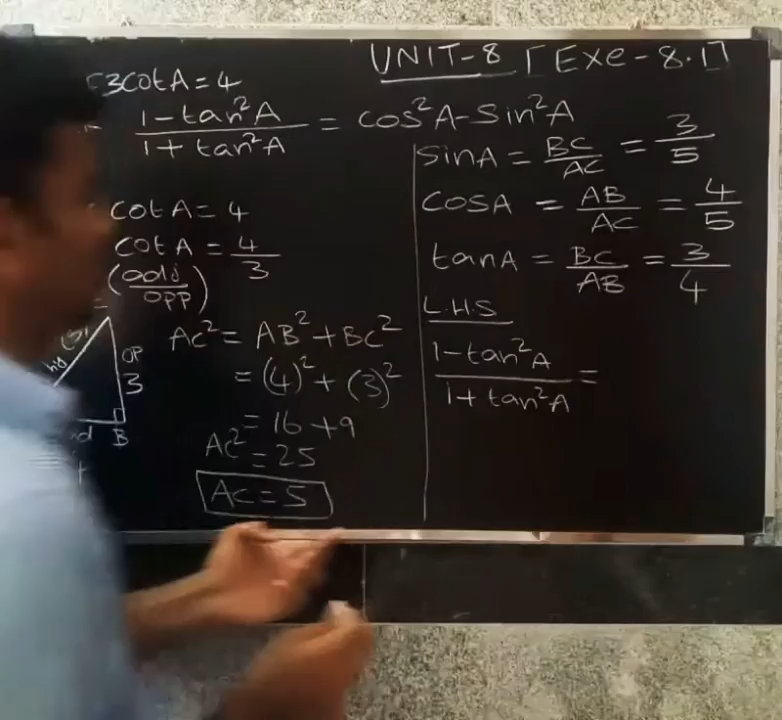 UNIT-8 [Exe-8.1]
3cotA=4
1-tan²A / 1+tan²A = cos²A-Sin²A
cotA=4
cotA = 4/3
(adj/opp)
hy
OP
3
B
AC² = AB²+BC²
= (4)²+(3)²
= 16+9
AC² = 25
AC=5
sinA = BC/AC = 3/5
cosA = AB/AC = 4/5
tanA = BC/AB = 3/4
L.H.S
1-tan²A / 1+tan²A =